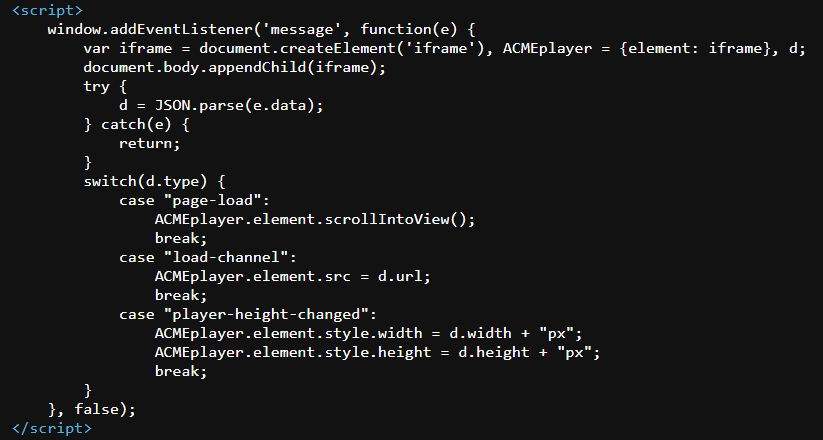 <script>
    window.addEventListener('message', function(e) {
        var iframe = document.createElement('iframe'), ACMEplayer = {element: iframe}, d;
        document.body.appendChild(iframe);
        try {
            d = JSON.parse(e.data);
        } catch(e) {
            return;
        }
        switch(d.type) {
            case "page-load":
                ACMEplayer.element.scrollIntoView();
                break;
            case "load-channel":
                ACMEplayer.element.src = d.url;
                break;
            case "player-height-changed":
                ACMEplayer.element.style.width = d.width + "px";
                ACMEplayer.element.style.height = d.height + "px";
                break;
        }
    }, false);
</script>